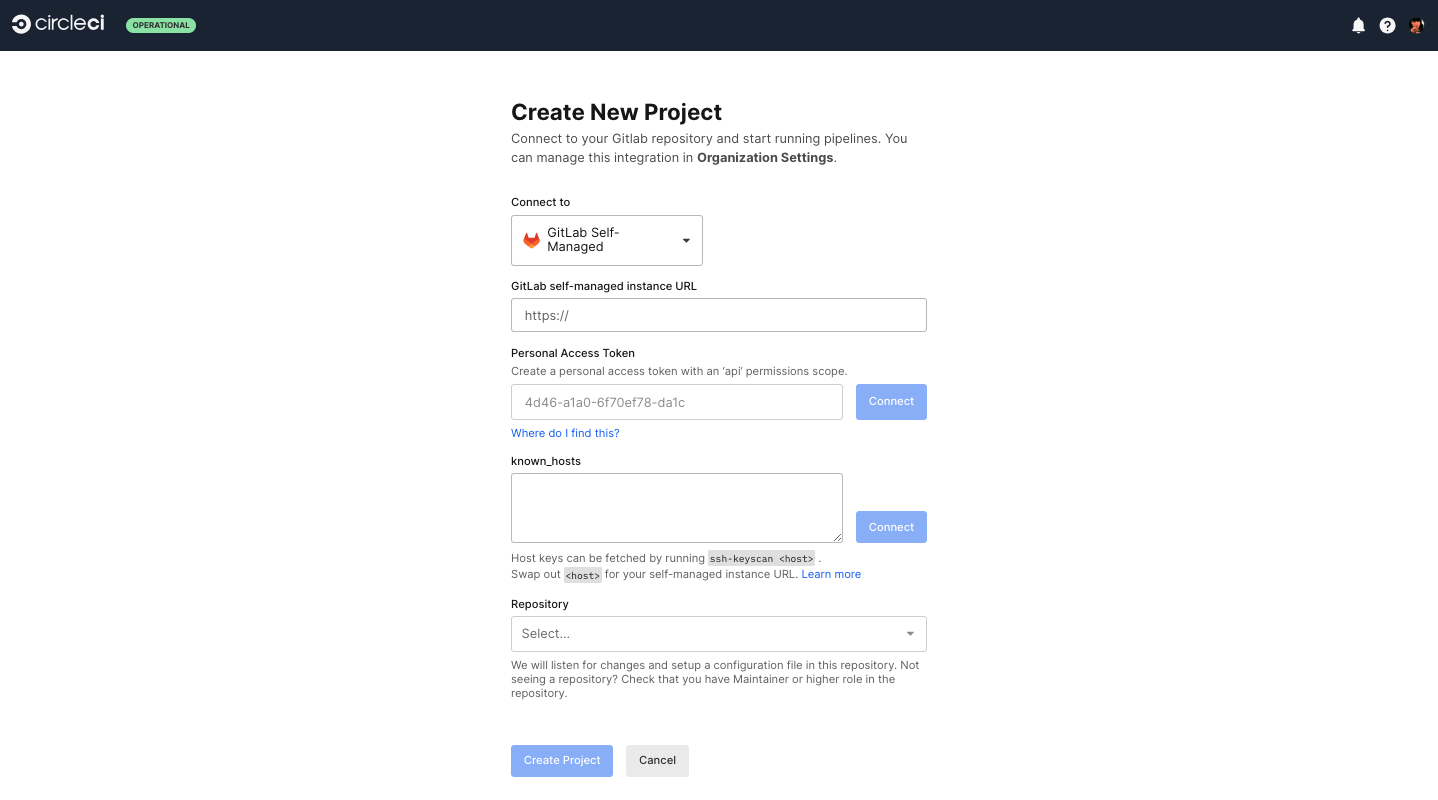 circleci
OPERATIONAL
Create New Project
Connect to your Gitlab repository and start running pipelines. You
can manage this integration in Organization Settings.
Connect to
GitLab Self-
Managed
GitLab self-managed instance URL
https://
Personal Access Token
Create a personal access token with an ‘api’ permissions scope.
4d46-a1a0-6f70ef78-da1c
Connect
Where do I find this?
known_hosts
Connect
Host keys can be fetched by running ssh-keyscan <host> .
Swap out <host> for your self-managed instance URL. Learn more
Repository
Select...
We will listen for changes and setup a configuration file in this repository. Not
seeing a repository? Check that you have Maintainer or higher role in the
repository.
Create Project
Cancel